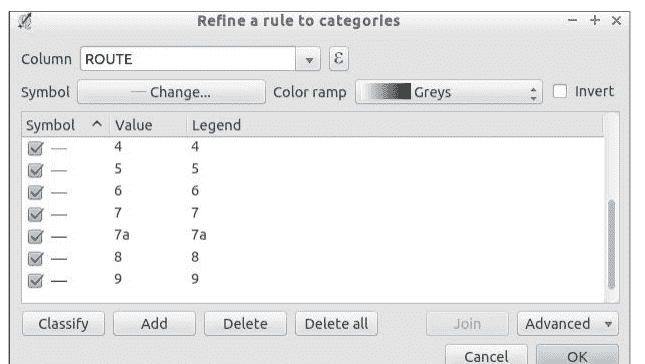 Refine a rule to categories
Column ROUTE ε
Symbol Change... Color ramp Greys Invert
Symbol Value Legend
4 4
5 5
6 6
7 7
7a 7a
8 8
9 9
Classify Add Delete Delete all Join Advanced
Cancel OK